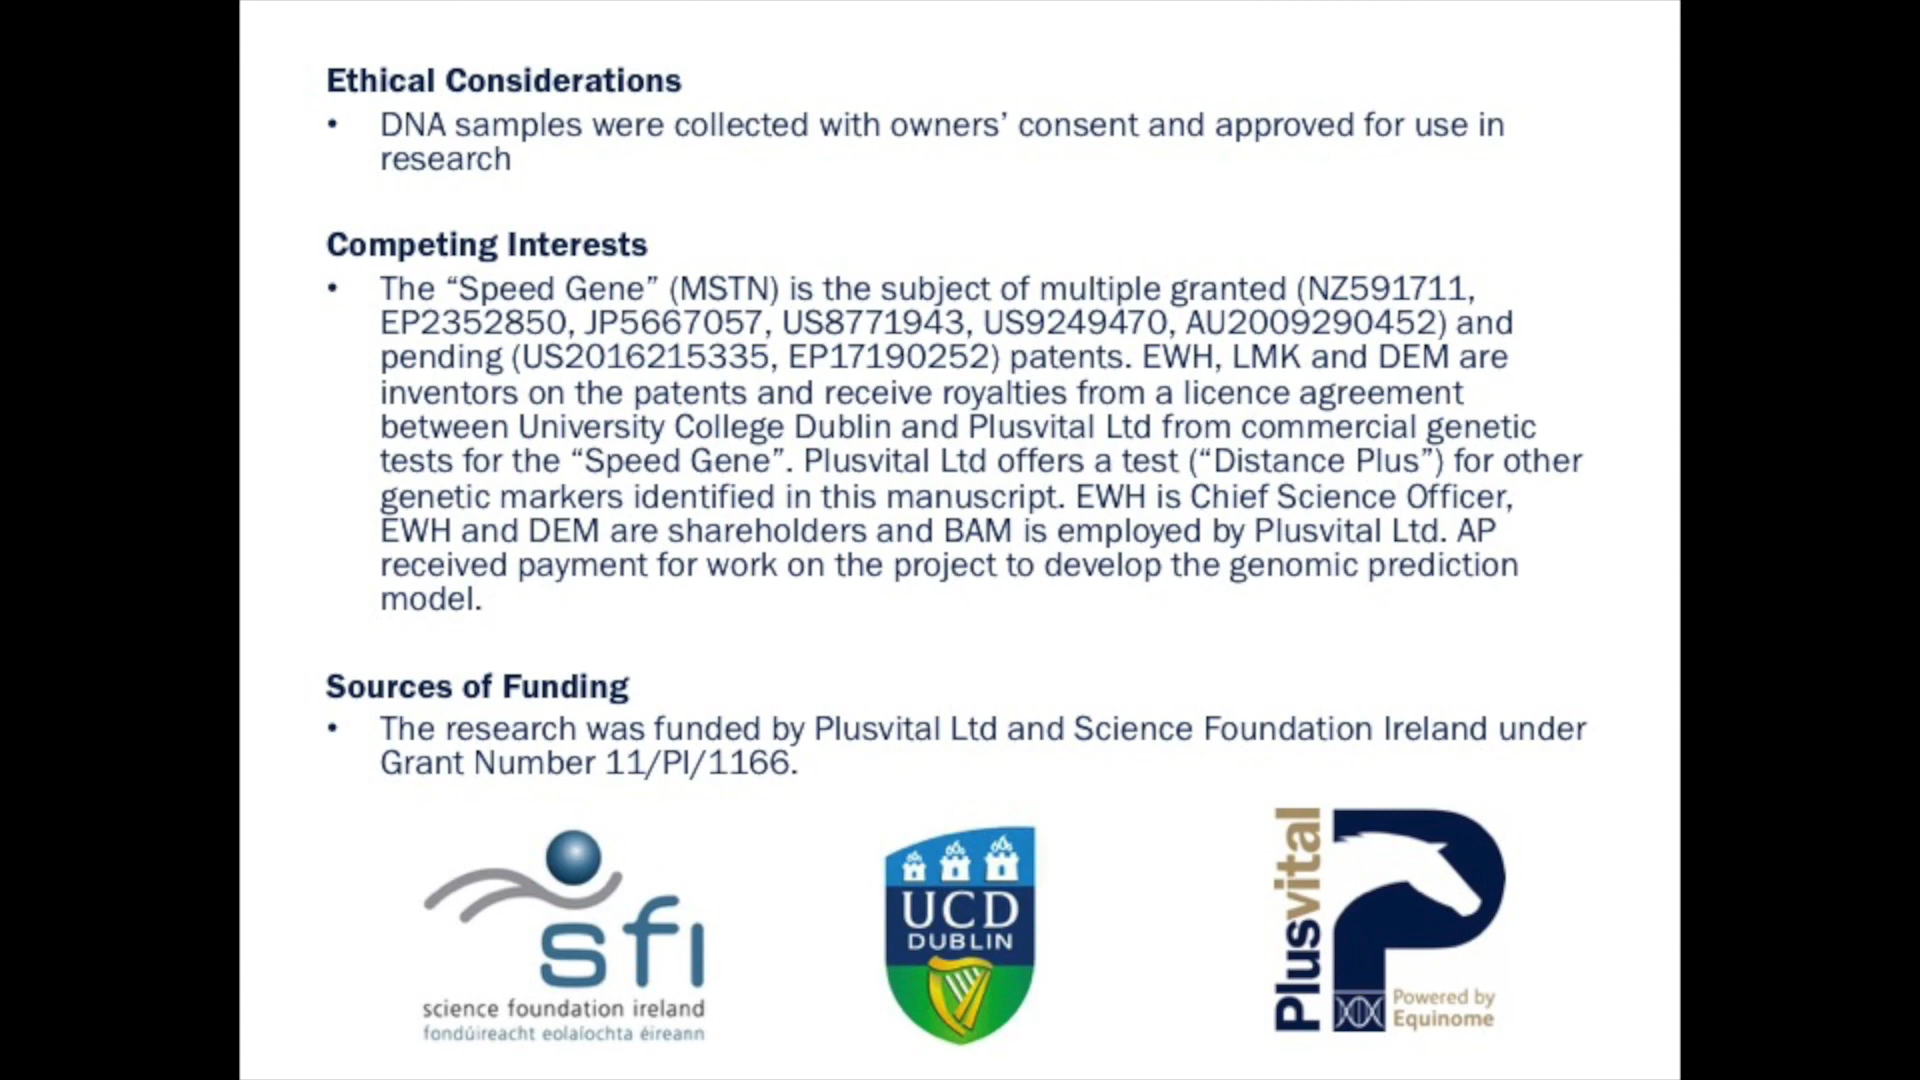 Ethical Considerations
• DNA samples were collected with owners’ consent and approved for use in
research
Competing Interests
• The “Speed Gene” (MSTN) is the subject of multiple granted (NZ591711,
EP2352850, JP5667057, US8771943, US9249470, AU2009290452) and
pending (US2016215335, EP17190252) patents. EWH, LMK and DEM are
inventors on the patents and receive royalties from a licence agreement
between University College Dublin and Plusvital Ltd from commercial genetic
tests for the “Speed Gene”. Plusvital Ltd offers a test (“Distance Plus”) for other
genetic markers identified in this manuscript. EWH is Chief Science Officer,
EWH and DEM are shareholders and BAM is employed by Plusvital Ltd. AP
received payment for work on the project to develop the genomic prediction
model.
Sources of Funding
• The research was funded by Plusvital Ltd and Science Foundation Ireland under
Grant Number 11/PI/1166.
sfi
science foundation ireland
fondúireacht eolaíochta éireann
UCD
DUBLIN
Plusvital
Powered by
Equinome